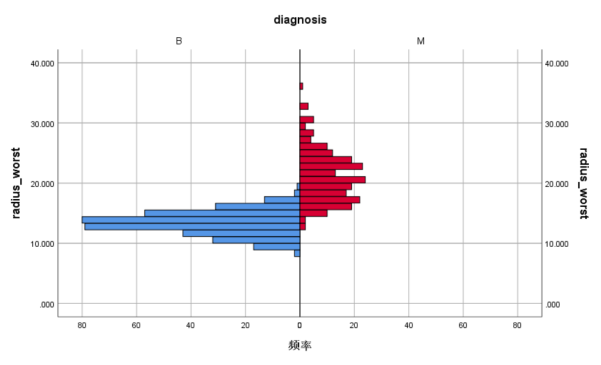 diagnosis
B M
radius_worst
40.000 40.000
30.000 30.000
20.000 20.000
10.000 10.000
.000 .000
radius_worst
80 60 40 20 0 20 40 60 80
频率